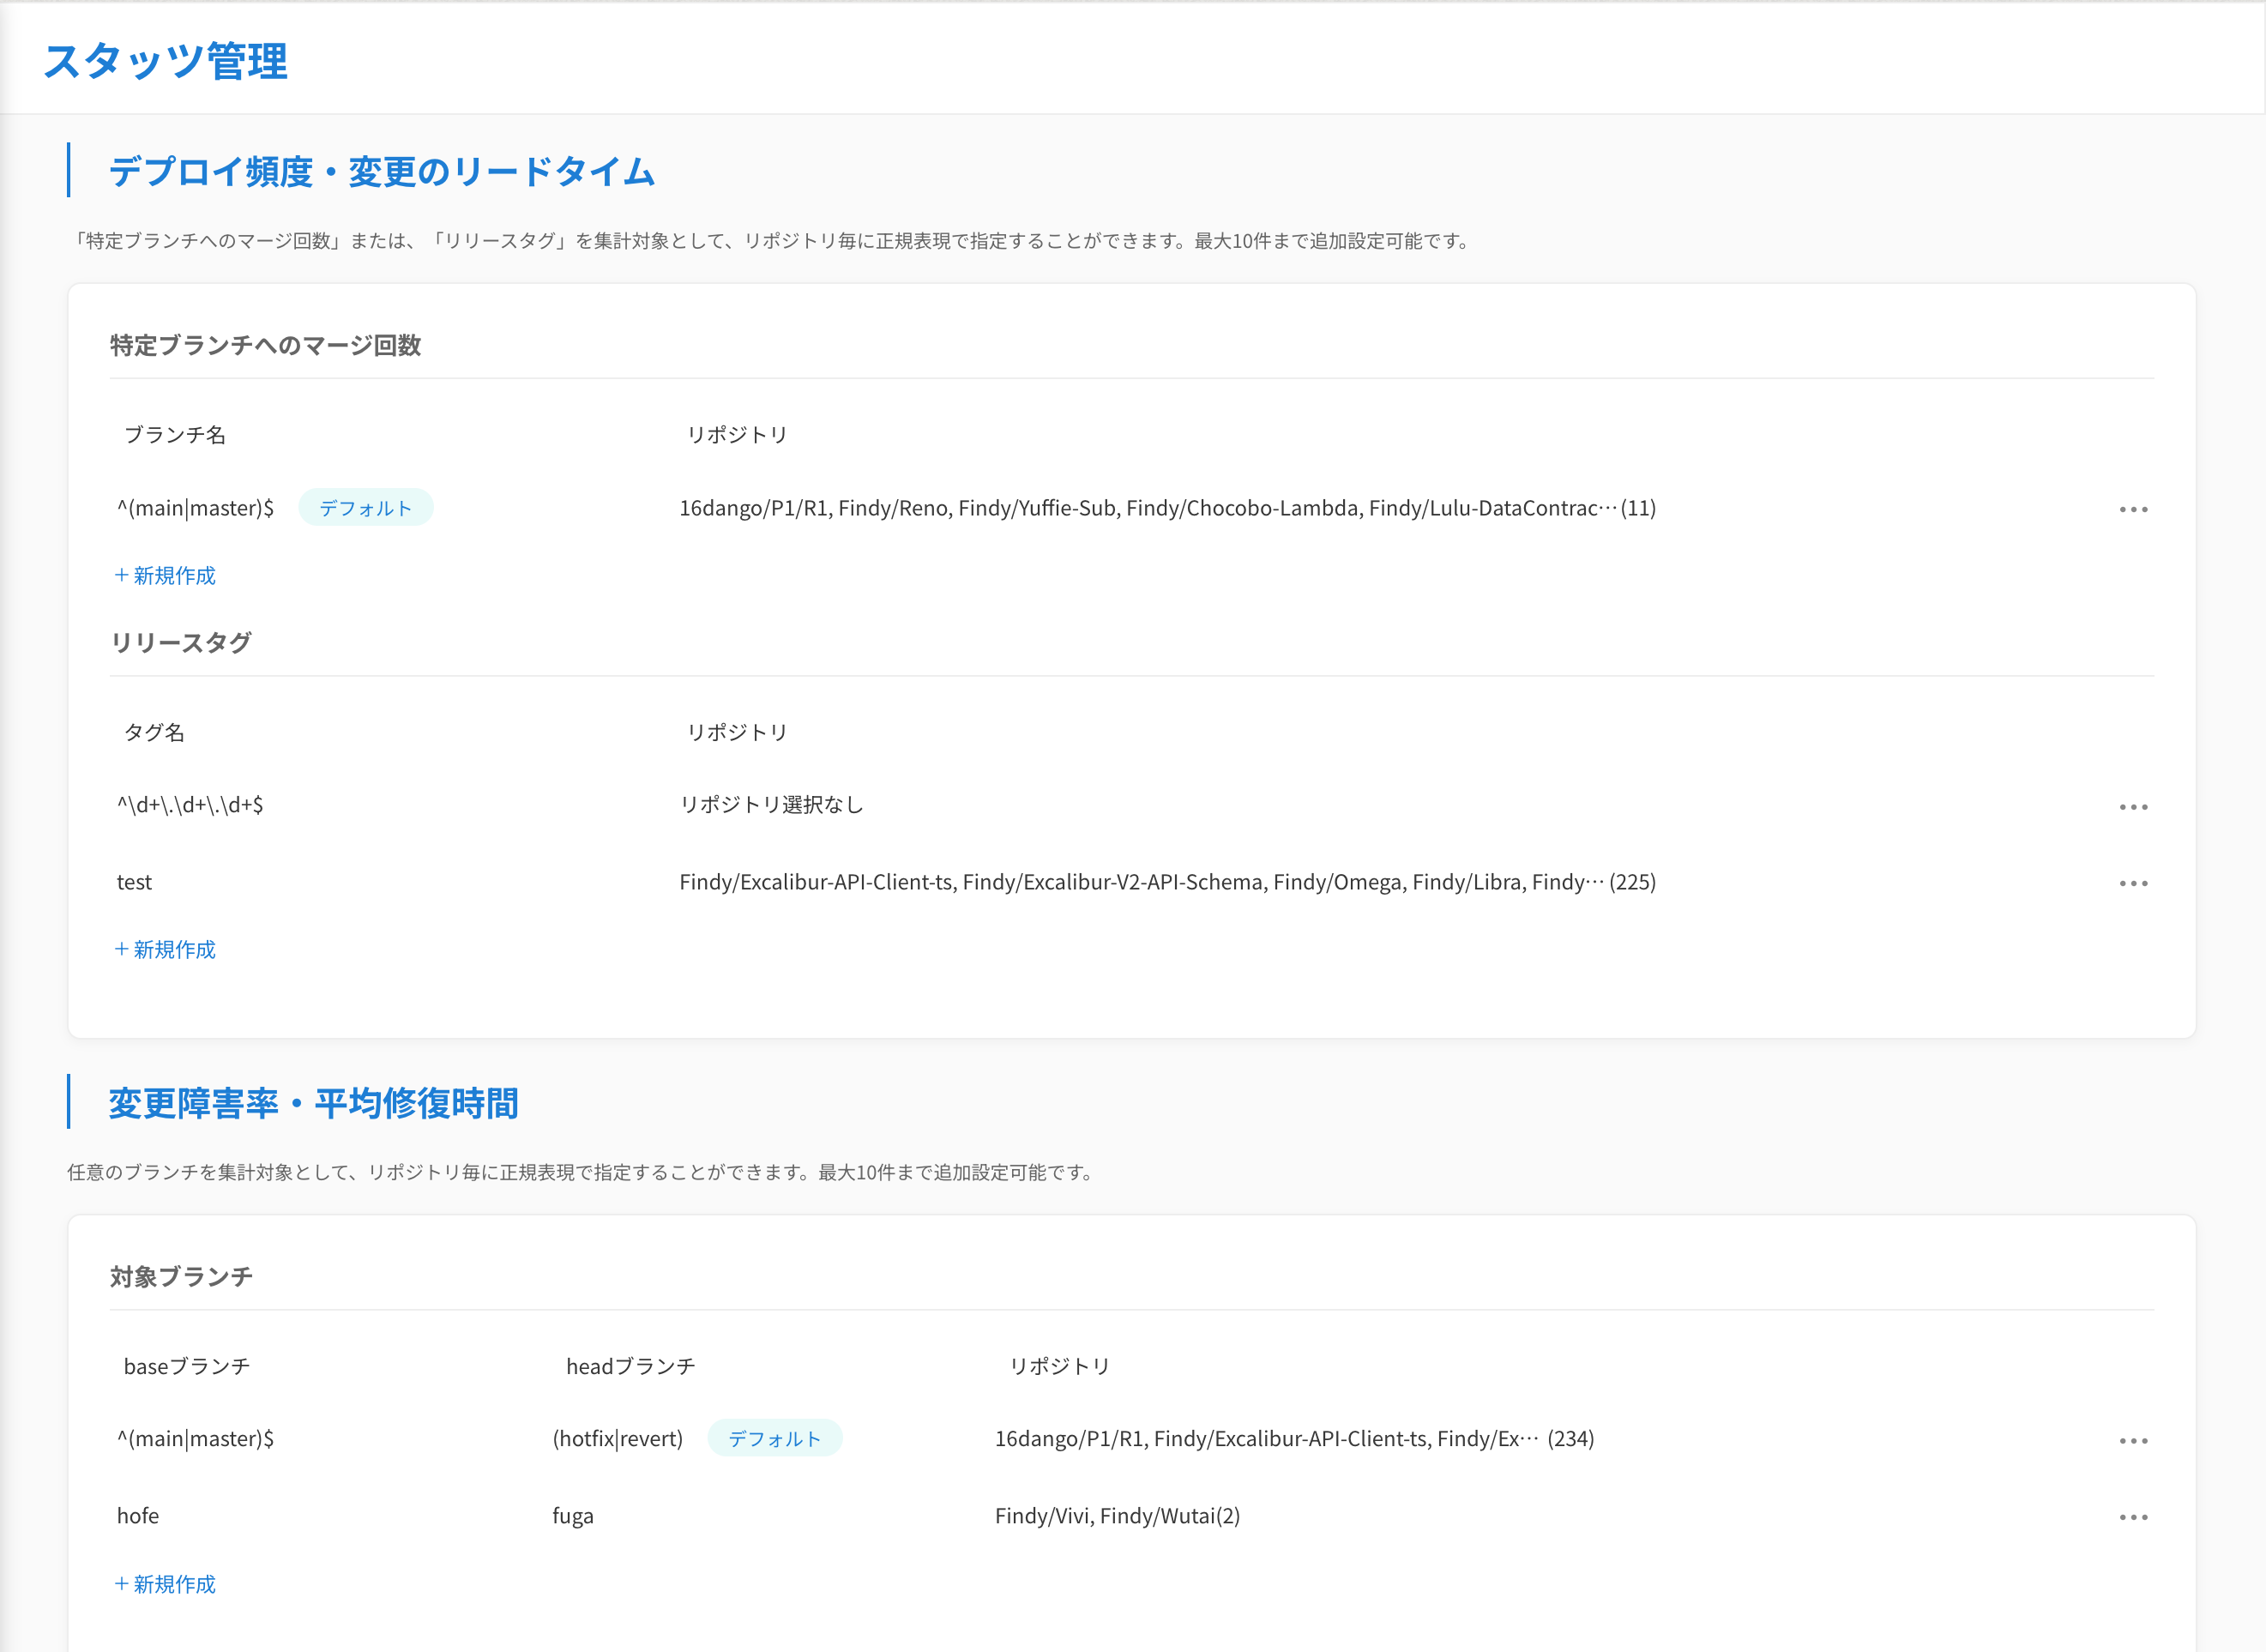 スタッツ管理
デプロイ頻度・変更のリードタイム
「特定ブランチへのマージ回数」または、「リリースタグ」を集計対象として、リポジトリ毎に正規表現で指定することができます。最大10件まで追加設定可能です。
特定ブランチへのマージ回数
ブランチ名 リポジトリ
^(main|master)$ デフォルト 16dango/P1/R1, Findy/Reno, Findy/Yuffie-Sub, Findy/Chocobo-Lambda, Findy/Lulu-DataContrac…(11)
＋新規作成
リリースタグ
タグ名 リポジトリ
^\d+\.\d+\.\d+$ リポジトリ選択なし
test Findy/Excalibur-API-Client-ts, Findy/Excalibur-V2-API-Schema, Findy/Omega, Findy/Libra, Findy… (225)
＋新規作成
変更障害率・平均修復時間
任意のブランチを集計対象として、リポジトリ毎に正規表現で指定することができます。最大10件まで追加設定可能です。
対象ブランチ
baseブランチ headブランチ リポジトリ
^(main|master)$ (hotfix|revert) デフォルト 16dango/P1/R1, Findy/Excalibur-API-Client-ts, Findy/Ex… (234)
hofe fuga Findy/Vivi, Findy/Wutai(2)
＋新規作成